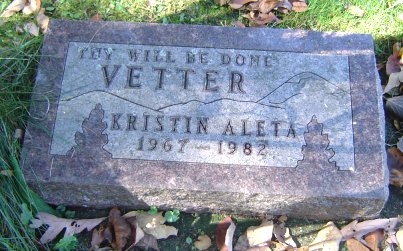 THY WILL BE DONE
VETTER
KRISTIN ALETA
1967 - 1982